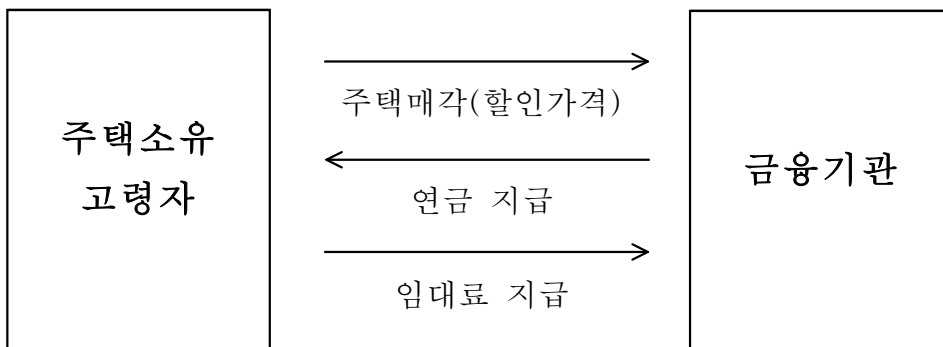 주택소유
고령자
주택매각(할인가격)
연금 지급
임대료 지급
금융기관